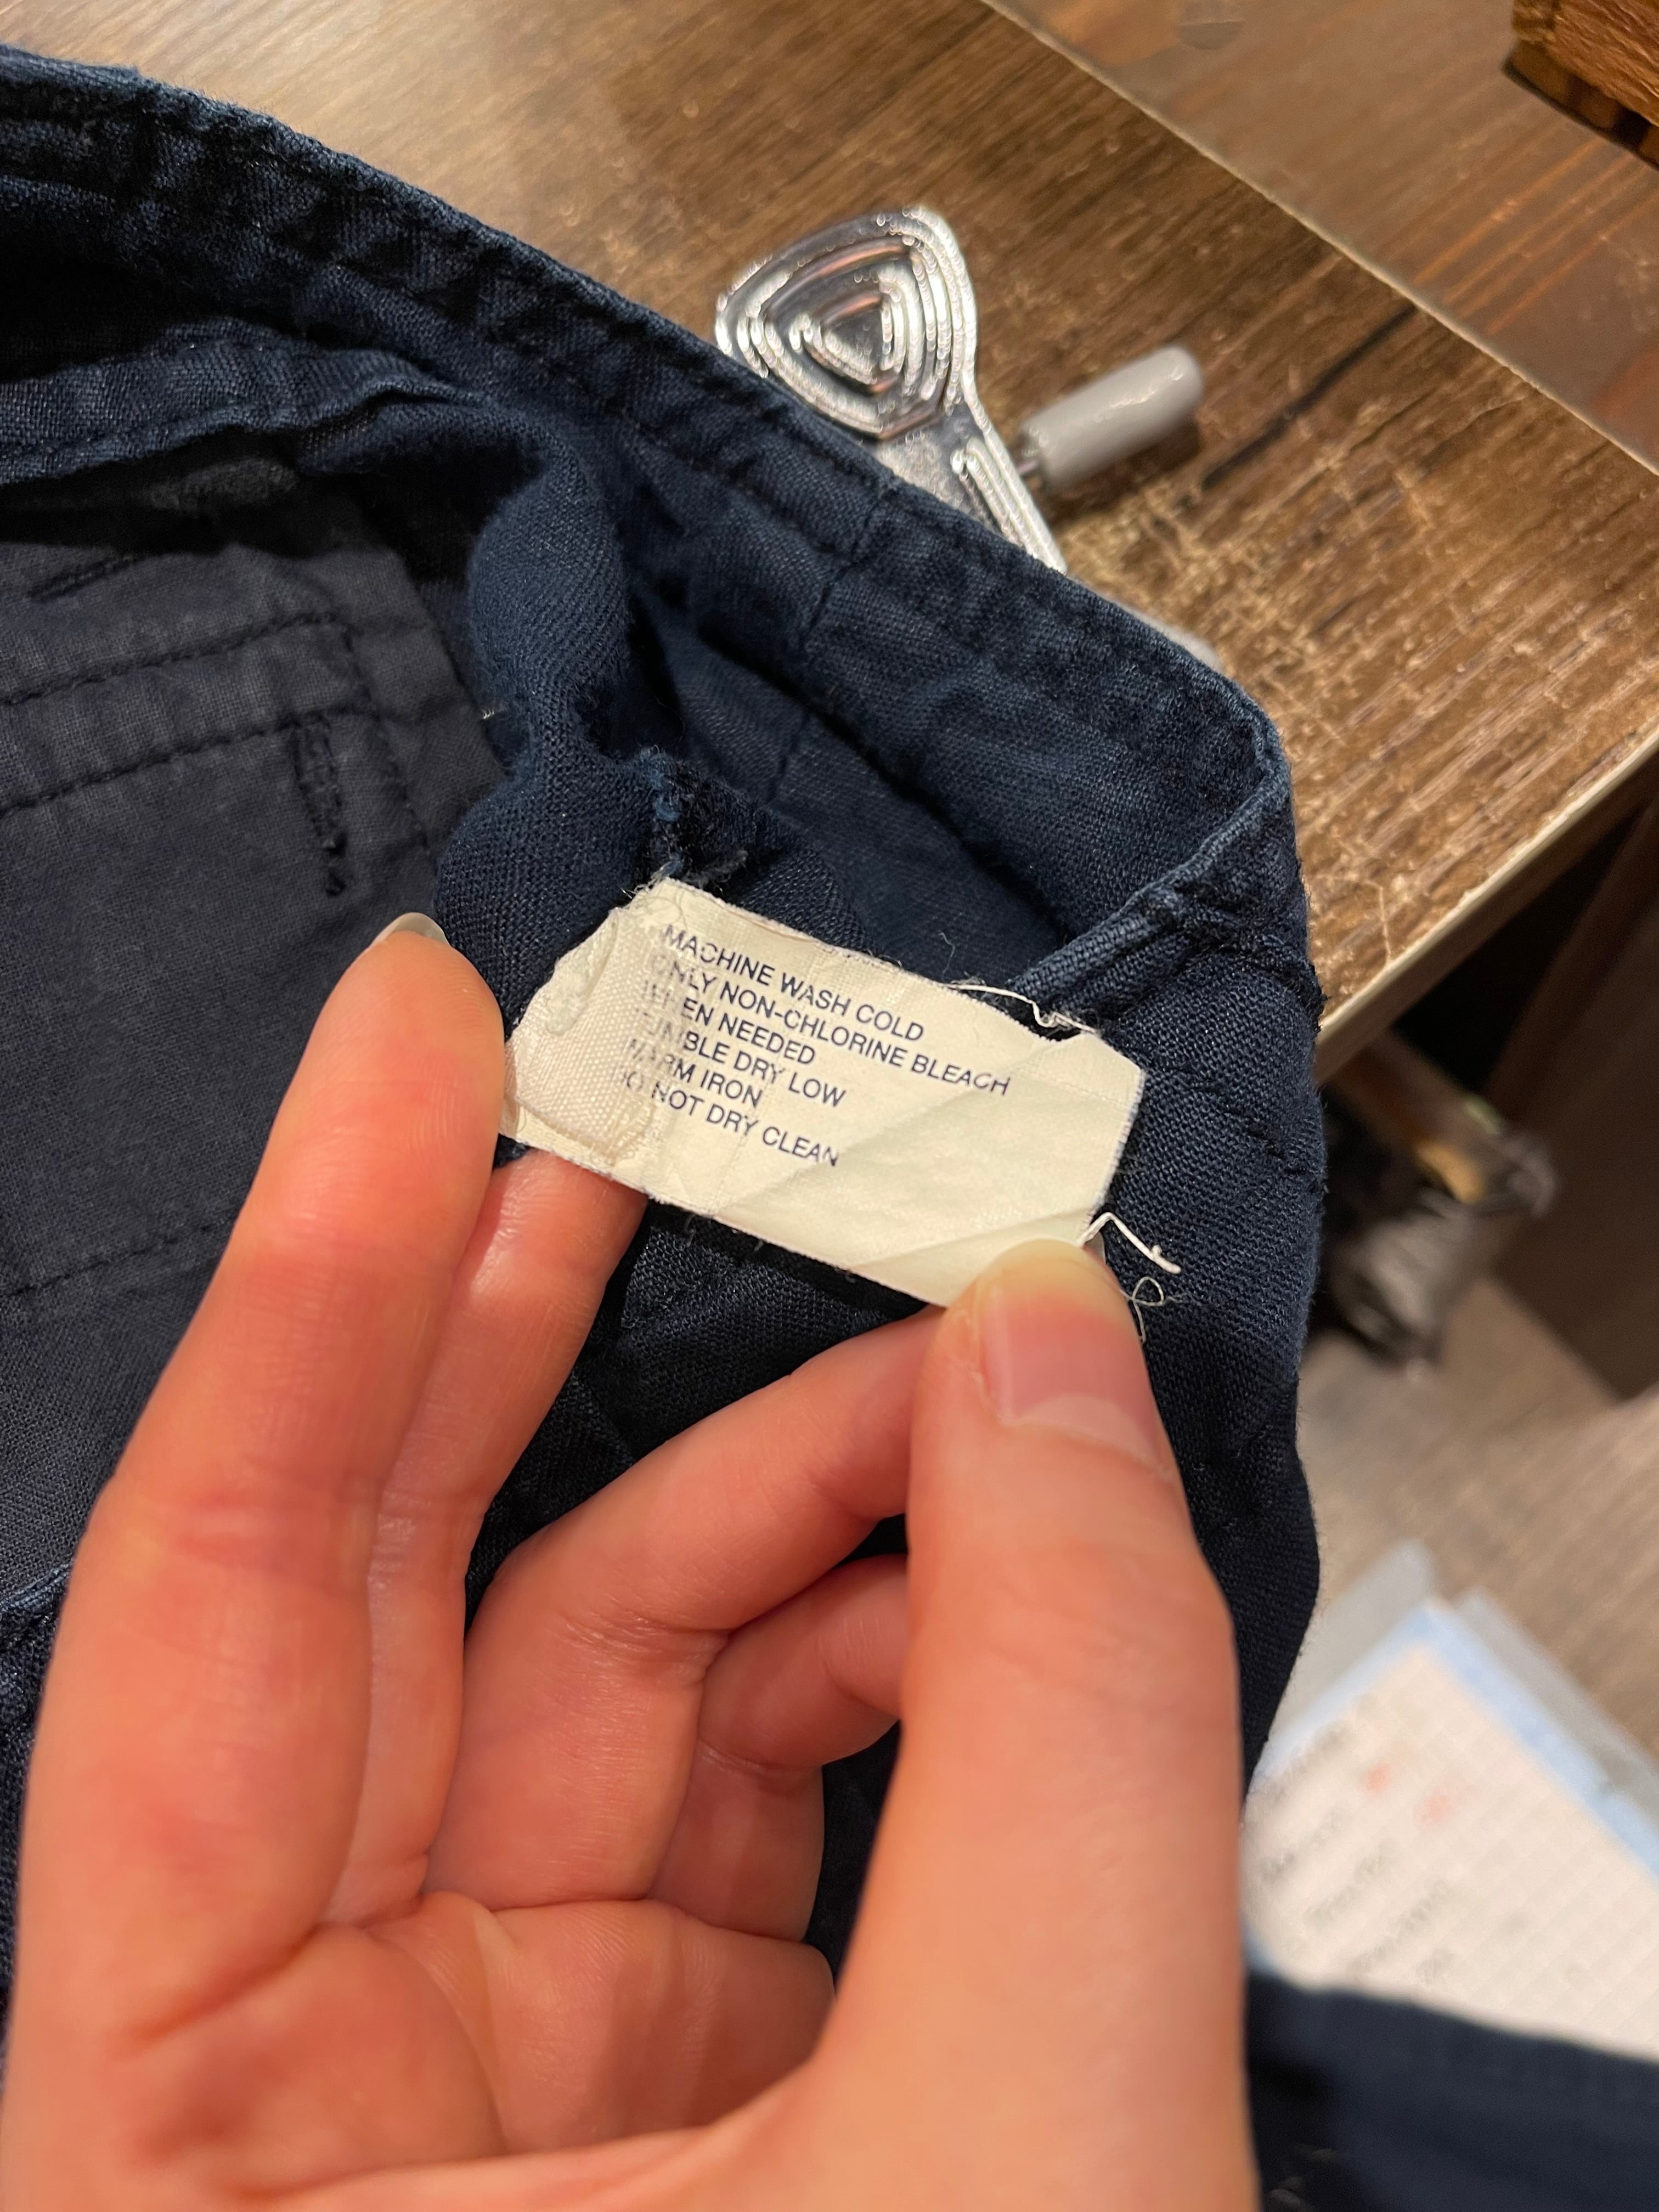 MACHINE WASH COLD
ONLY NON-CHLORINE BLEACH
WHEN NEEDED
TUMBLE DRY LOW
WARM IRON
DO NOT DRY CLEAN